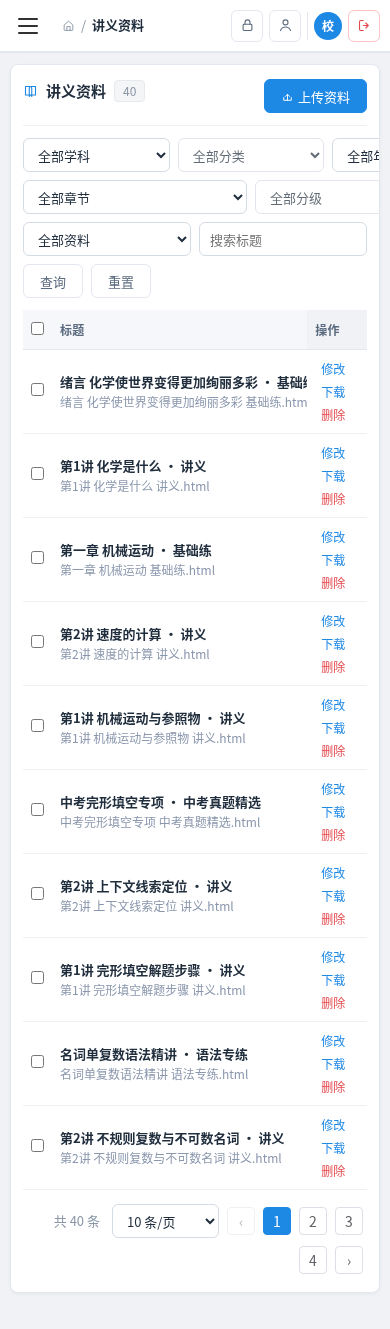 / 讲义资料
校
讲义资料 40
上传资料
全部学科 全部分类
全部章节 全部分级
全部资料 搜索标题
查询 重置
标题 操作
绪言 化学使世界变得更加绚丽多彩 · 基础
绪言 化学使世界变得更加绚丽多彩 基础练.htm
修改
下载
删除
第1讲 化学是什么 · 讲义
第1讲 化学是什么 讲义.html
修改
下载
删除
第一章 机械运动 · 基础练
第一章 机械运动 基础练.html
修改
下载
删除
第2讲 速度的计算 · 讲义
第2讲 速度的计算 讲义.html
修改
下载
删除
第1讲 机械运动与参照物 · 讲义
第1讲 机械运动与参照物 讲义.html
修改
下载
删除
中考完形填空专项 · 中考真题精选
中考完形填空专项 中考真题精选.html
修改
下载
删除
第2讲 上下文线索定位 · 讲义
第2讲 上下文线索定位 讲义.html
修改
下载
删除
第1讲 完形填空解题步骤 · 讲义
第1讲 完形填空解题步骤 讲义.html
修改
下载
删除
名词单复数语法精讲 · 语法专练
名词单复数语法精讲 语法专练.html
修改
下载
删除
第2讲 不规则复数与不可数名词 · 讲义
第2讲 不规则复数与不可数名词 讲义.html
修改
下载
删除
共 40 条 10 条/页 ‹ 1 2 3
4 ›